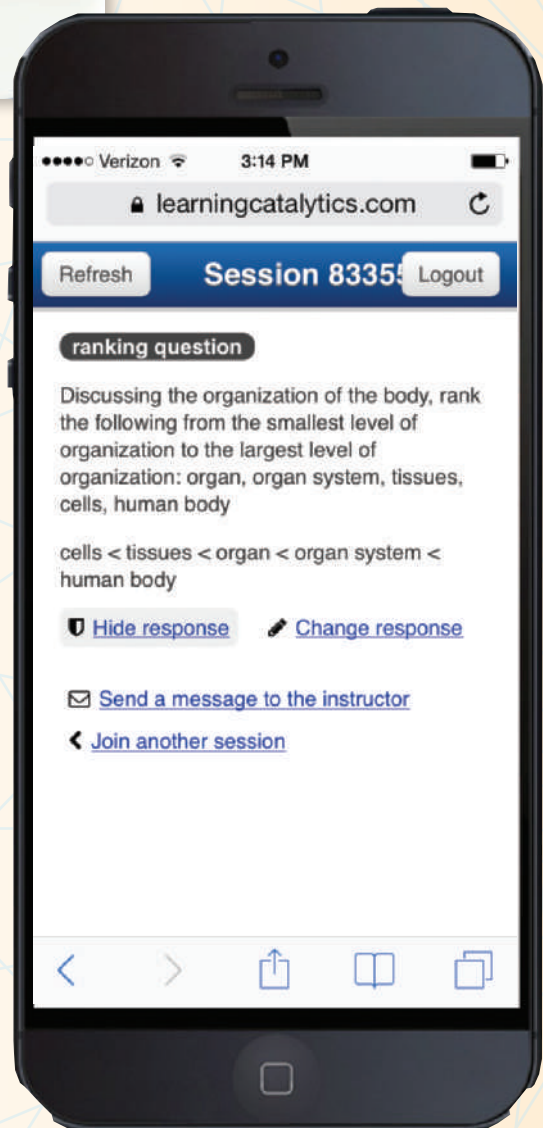 Verizon 3:14 PM
learningcatalytics.com
Refresh Session 83355 Logout
ranking question
Discussing the organization of the body, rank
the following from the smallest level of
organization to the largest level of
organization: organ, organ system, tissues,
cells, human body
cells < tissues < organ < organ system <
human body
Hide response Change response
Send a message to the instructor
Join another session